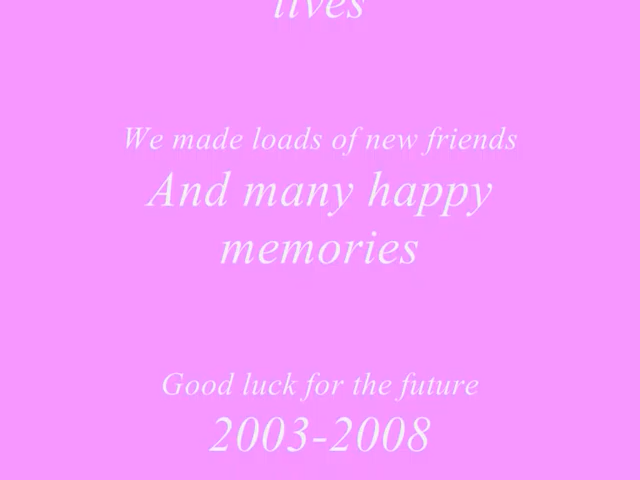 lives
We made loads of new friends
And many happy
memories
Good luck for the future
2003-2008